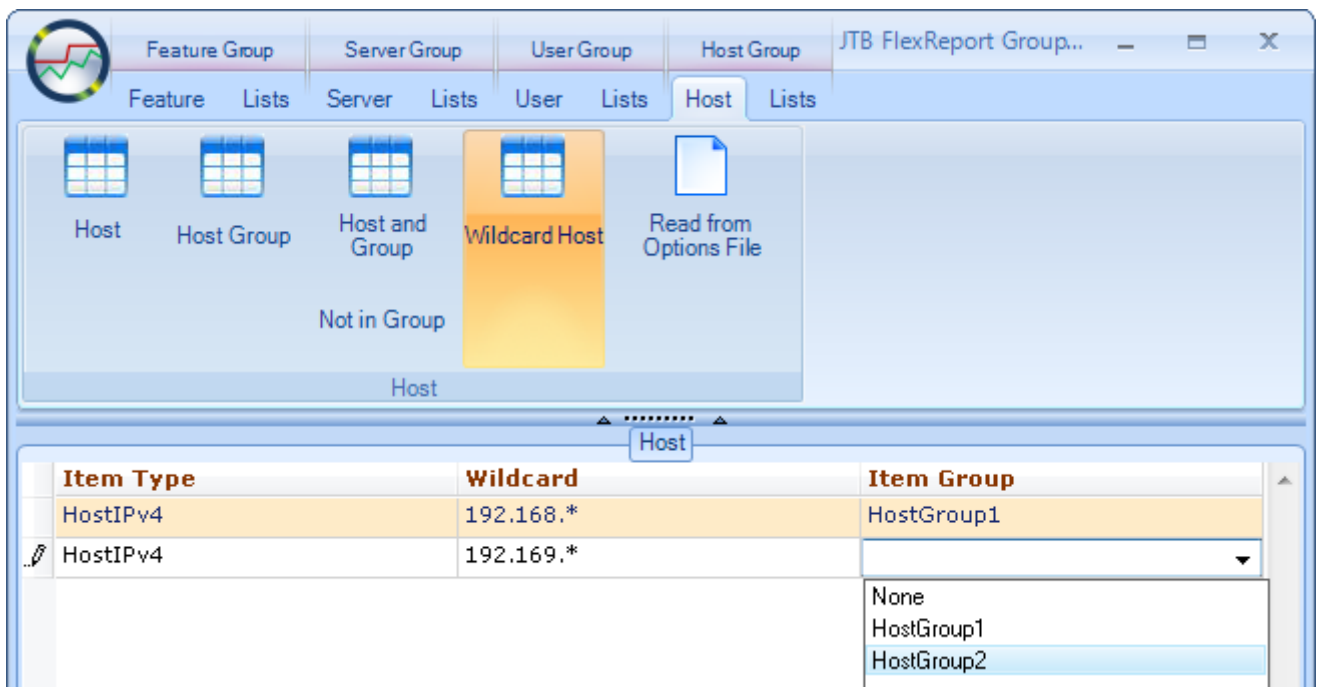 Feature Group Server Group User Group Host Group JTB FlexReport Group...
Feature Lists Server Lists User Lists Host Lists
Host
Host Group
Host and
Group
Wildcard Host
Read from
Options File
Not in Group
Host
Host
Item Type Wildcard Item Group
HostIPv4 192.168.* HostGroup1
HostIPv4 192.169.*
None
HostGroup1
HostGroup2